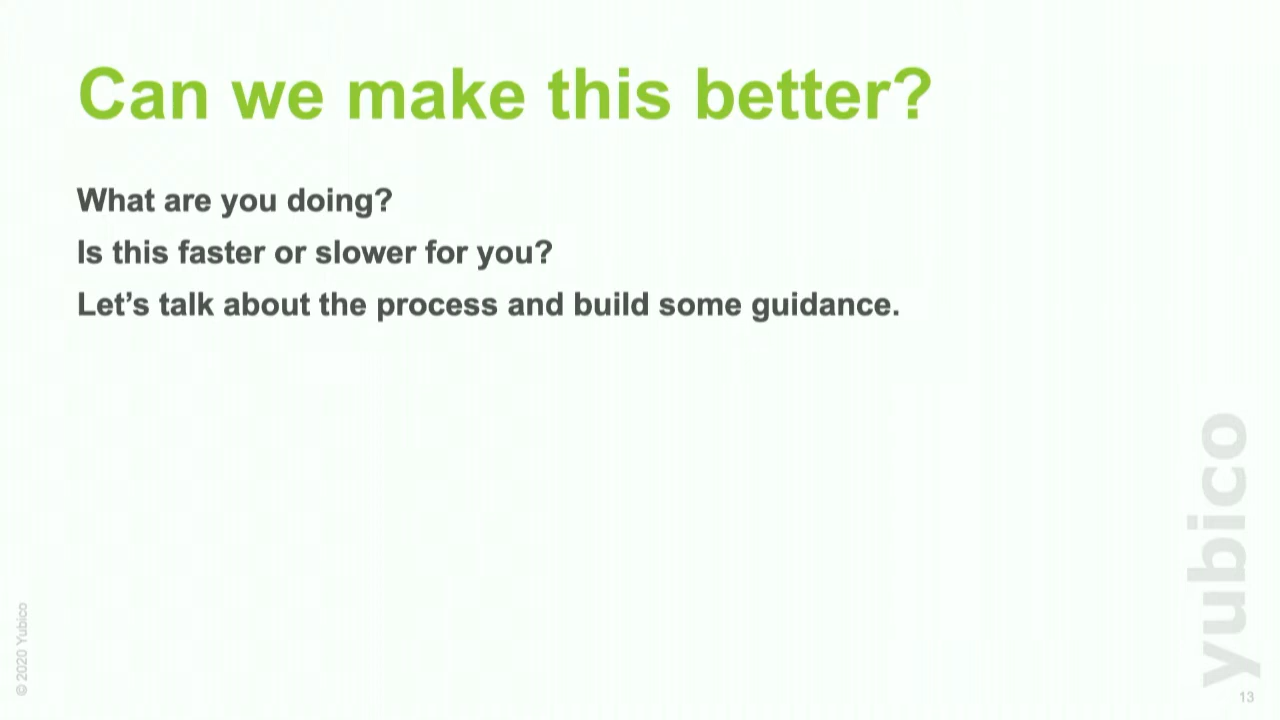 Can we make this better?
What are you doing?
Is this faster or slower for you?
Let’s talk about the process and build some guidance.
yubico
© 2020 Yubico
13